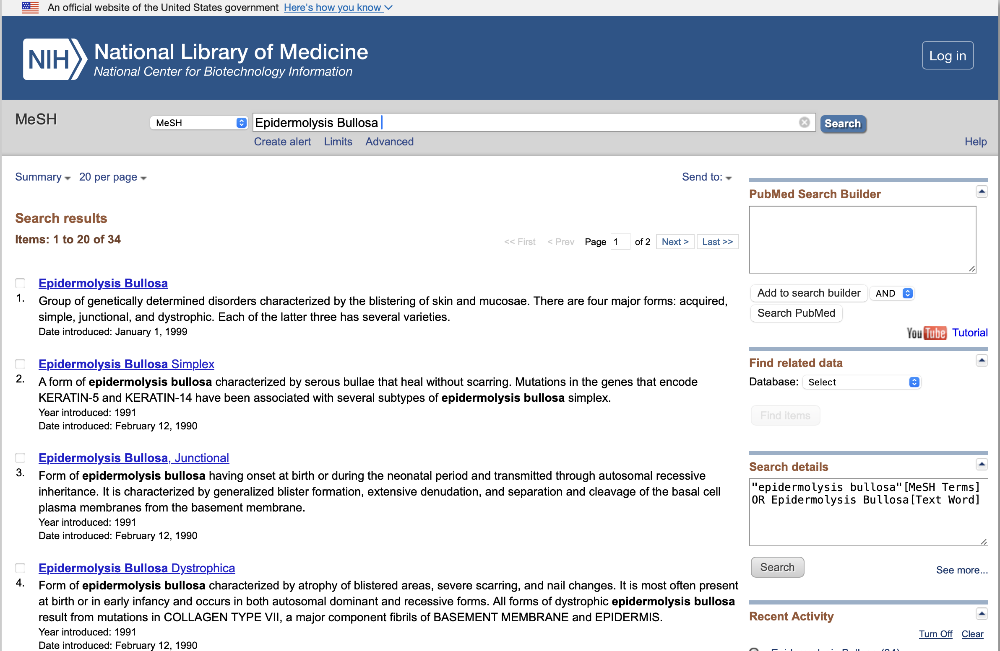 An official website of the United States government Here's how you know
NIH National Library of Medicine
National Center for Biotechnology Information
Log in
MeSH
MeSH Epidermolysis Bullosa Search
Create alert Limits Advanced
Help
Summary 20 per page
Send to:
Search results
Items: 1 to 20 of 34
<< First < Prev Page 1 of 2 Next > Last >>
Epidermolysis Bullosa
1. Group of genetically determined disorders characterized by the blistering of skin and mucosae. There are four major forms: acquired,
simple, junctional, and dystrophic. Each of the latter three has several varieties.
Date introduced: January 1, 1999
Epidermolysis Bullosa Simplex
2. A form of epidermolysis bullosa characterized by serous bullae that heal without scarring. Mutations in the genes that encode
KERATIN-5 and KERATIN-14 have been associated with several subtypes of epidermolysis bullosa simplex.
Year introduced: 1991
Date introduced: February 12, 1990
Epidermolysis Bullosa, Junctional
3. Form of epidermolysis bullosa having onset at birth or during the neonatal period and transmitted through autosomal recessive
inheritance. It is characterized by generalized blister formation, extensive denudation, and separation and cleavage of the basal cell
plasma membranes from the basement membrane.
Year introduced: 1991
Date introduced: February 12, 1990
Epidermolysis Bullosa Dystrophica
4. Form of epidermolysis bullosa characterized by atrophy of blistered areas, severe scarring, and nail changes. It is most often present
at birth or in early infancy and occurs in both autosomal dominant and recessive forms. All forms of dystrophic epidermolysis bullosa
result from mutations in COLLAGEN TYPE VII, a major component fibrils of BASEMENT MEMBRANE and EPIDERMIS.
Year introduced: 1991
Date introduced: February 12, 1990
PubMed Search Builder
Add to search builder AND
Search PubMed
YouTube Tutorial
Find related data
Database: Select
Find items
Search details
"epidermolysis bullosa"[MeSH Terms]
OR Epidermolysis Bullosa[Text Word]
Search
See more...
Recent Activity
Turn Off Clear